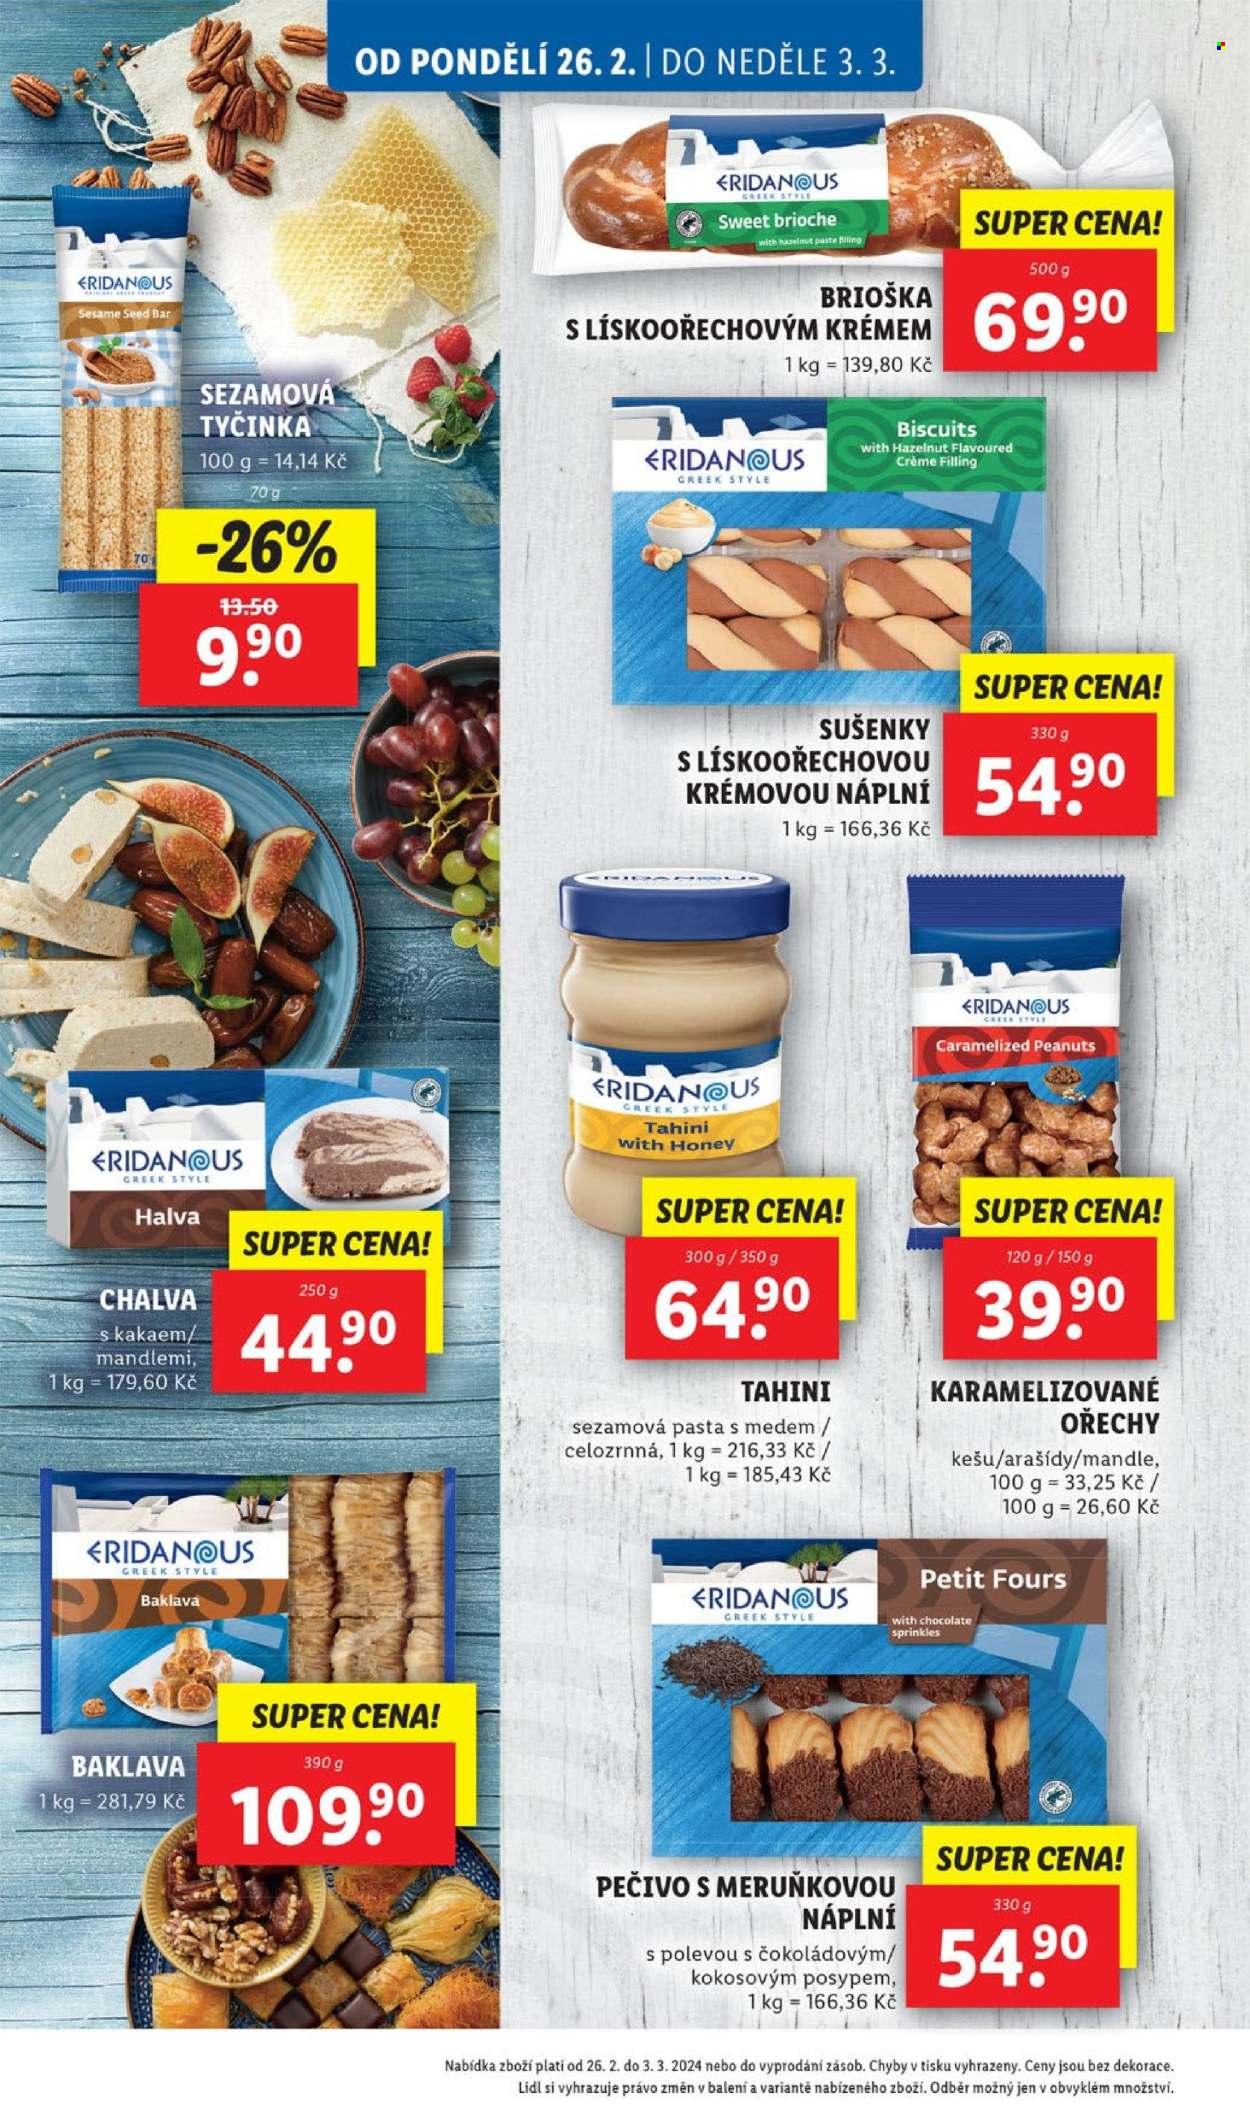 OD PONDĚLÍ 26. 2. | DO NEDĚLE 3. 3.
ERIDANOUS
GREEK STYLE
Sweet brioche
with hazelnut paste filling
SUPER CENA!
500 g
69.90
BRIOŠKA
S LÍSKOOŘECHOVÝM KRÉMEM
1 kg = 139,80 Kč
ERIDANOUS
ORIGINAL GREEK PRODUCT
Sesame Seed Bar
70 g
SEZAMOVÁ
TYČINKA
100 g = 14,14 Kč
70 g
-26%
13.50
9.90
ERIDANOUS
GREEK STYLE
Biscuits
with Hazelnut Flavoured
Crème Filling
SUPER CENA!
330 g
54.90
SUŠENKY
S LÍSKOOŘECHOVOU
KRÉMOVOU NÁPLNÍ
1 kg = 166,36 Kč
ERIDANOUS
ERIDANOUS
GREEK STYLE
Tahini
with Honey
SUPER CENA!
300 g / 350 g
64.90
TAHINI
sezamová pasta s medem /
celozrnná, 1 kg = 216,33 Kč /
1 kg = 185,43 Kč
ERIDANOUS
GREEK STYLE
Caramelized Peanuts
SUPER CENA!
120 g / 150 g
39.90
KARAMELIZOVANÉ
OŘECHY
kešu/arašídy/mandle,
100 g = 33,25 Kč /
100 g = 26,60 Kč
ERIDANOUS
GREEK STYLE
Halva
SUPER CENA!
250 g
44.90
CHALVA
s kakaem/
mandlemi,
1 kg = 179,60 Kč
ERIDANOUS
GREEK STYLE
Baklava
SUPER CENA!
390 g
109.90
BAKLAVA
1 kg = 281,79 Kč
ERIDANOUS
GREEK STYLE
Petit Fours
with chocolate
sprinkles
SUPER CENA!
330 g
54.90
PEČIVO S MERUŇKOVOU
NÁPLNÍ
s polevou s čokoládovým/
kokosovým posypem,
1 kg = 166,36 Kč
Nabídka zboží platí od 26. 2. do 3. 3. 2024 nebo do vyprodání zásob. Chyby v tisku vyhrazeny. Ceny jsou bez dekorace.
Lidl si vyhrazuje právo změn v balení a variantě nabízeného zboží. Odběr možný jen v obvyklém množství.